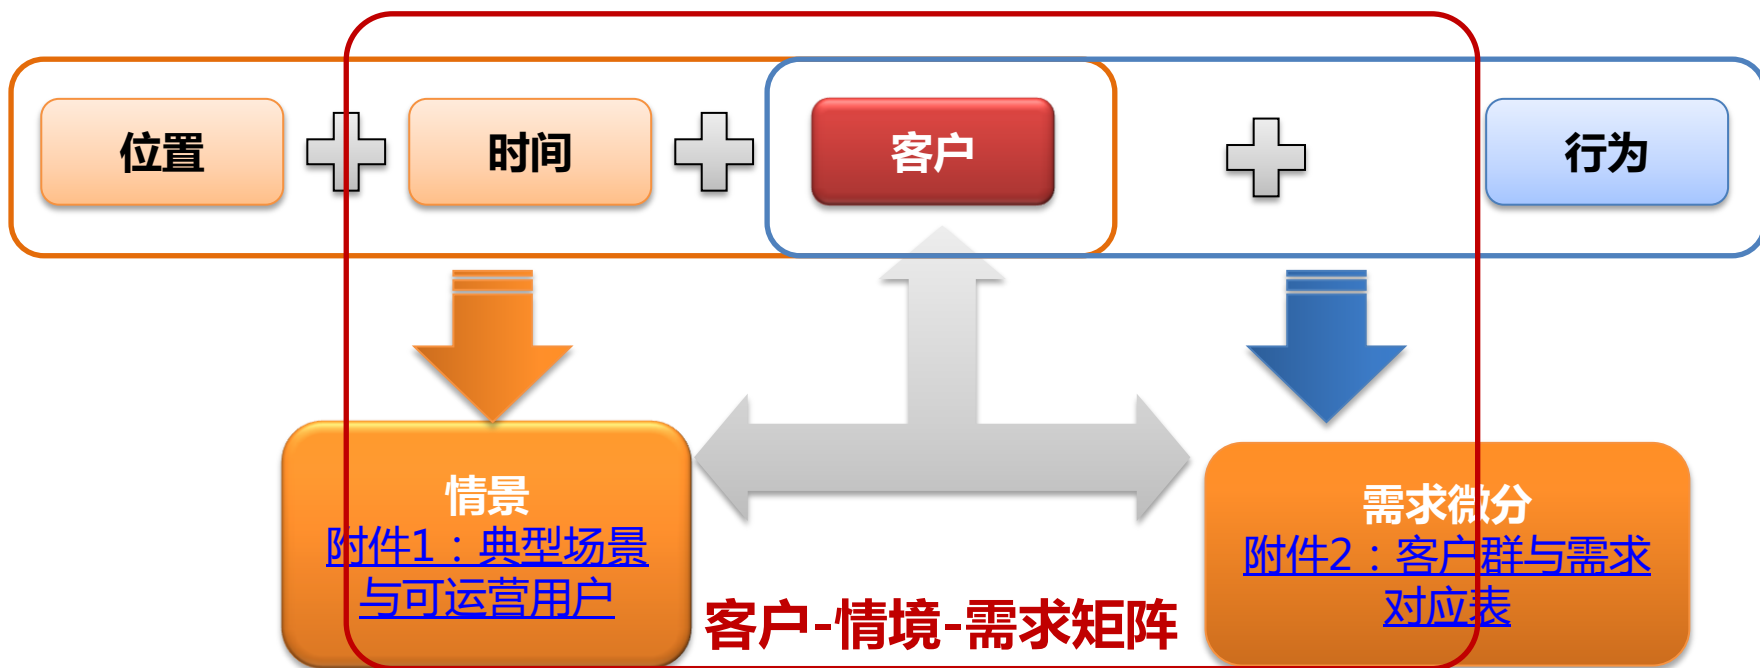 位置
时间
客户
行为
情景
附件1：典型场景
与可运营用户
需求微分
附件2：客户群与需求
对应表
客户-情境-需求矩阵